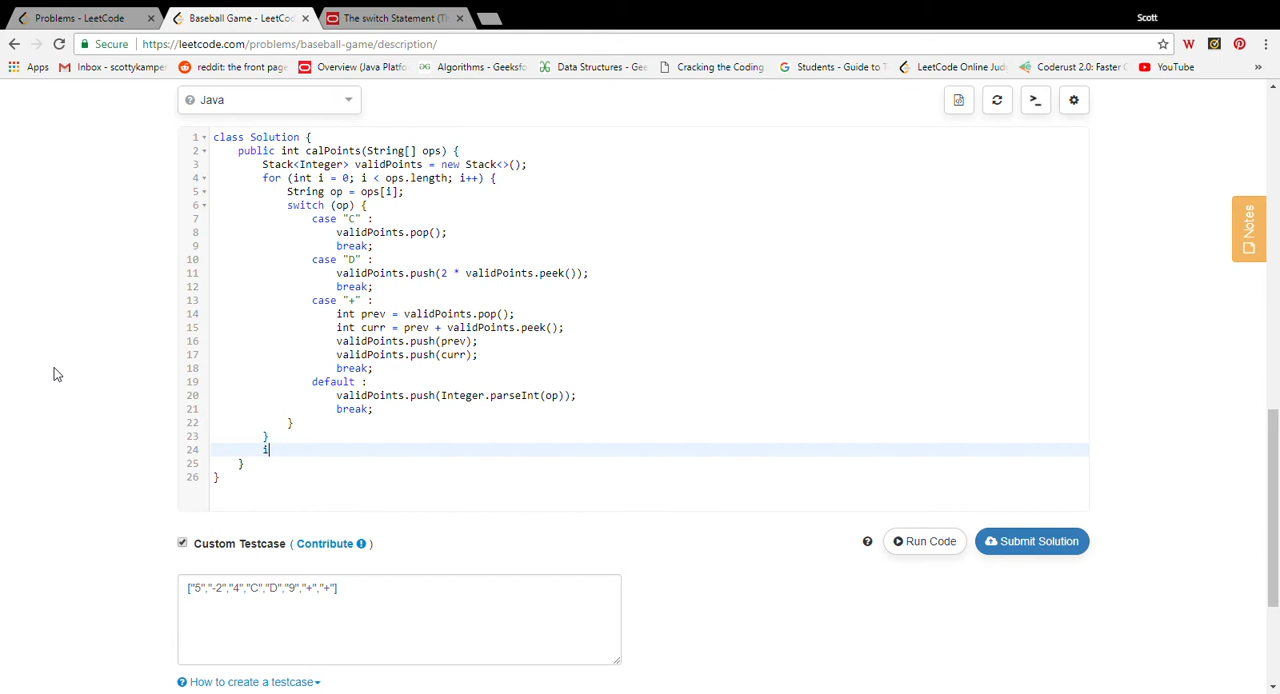 Problems - LeetCode
Baseball Game - LeetCo
The switch Statement (T
Scott
Secure
https://leetcode.com/problems/baseball-game/description/
Apps
Inbox - scottykamper
reddit: the front page
Overview (Java Platfo
Algorithms - Geeksfo
Data Structures - Gee
Cracking the Coding
Students - Guide to
LeetCode Online Jud
Coderust 2.0: Faster
YouTube
»
Java
1 class Solution {
2 public int calPoints(String[] ops) {
3 Stack<Integer> validPoints = new Stack<>();
4 for (int i = 0; i < ops.length; i++) {
5 String op = ops[i];
6 switch (op) {
7 case "C" :
8 validPoints.pop();
9 break;
10 case "D" :
11 validPoints.push(2 * validPoints.peek());
12 break;
13 case "+" :
14 int prev = validPoints.pop();
15 int curr = prev + validPoints.peek();
16 validPoints.push(prev);
17 validPoints.push(curr);
18 break;
19 default :
20 validPoints.push(Integer.parseInt(op));
21 break;
22 }
23 }
24 i
25 }
26 }
Notes
Custom Testcase ( Contribute )
Run Code
Submit Solution
["5","-2","4","C","D","9","+","+"]
How to create a testcase